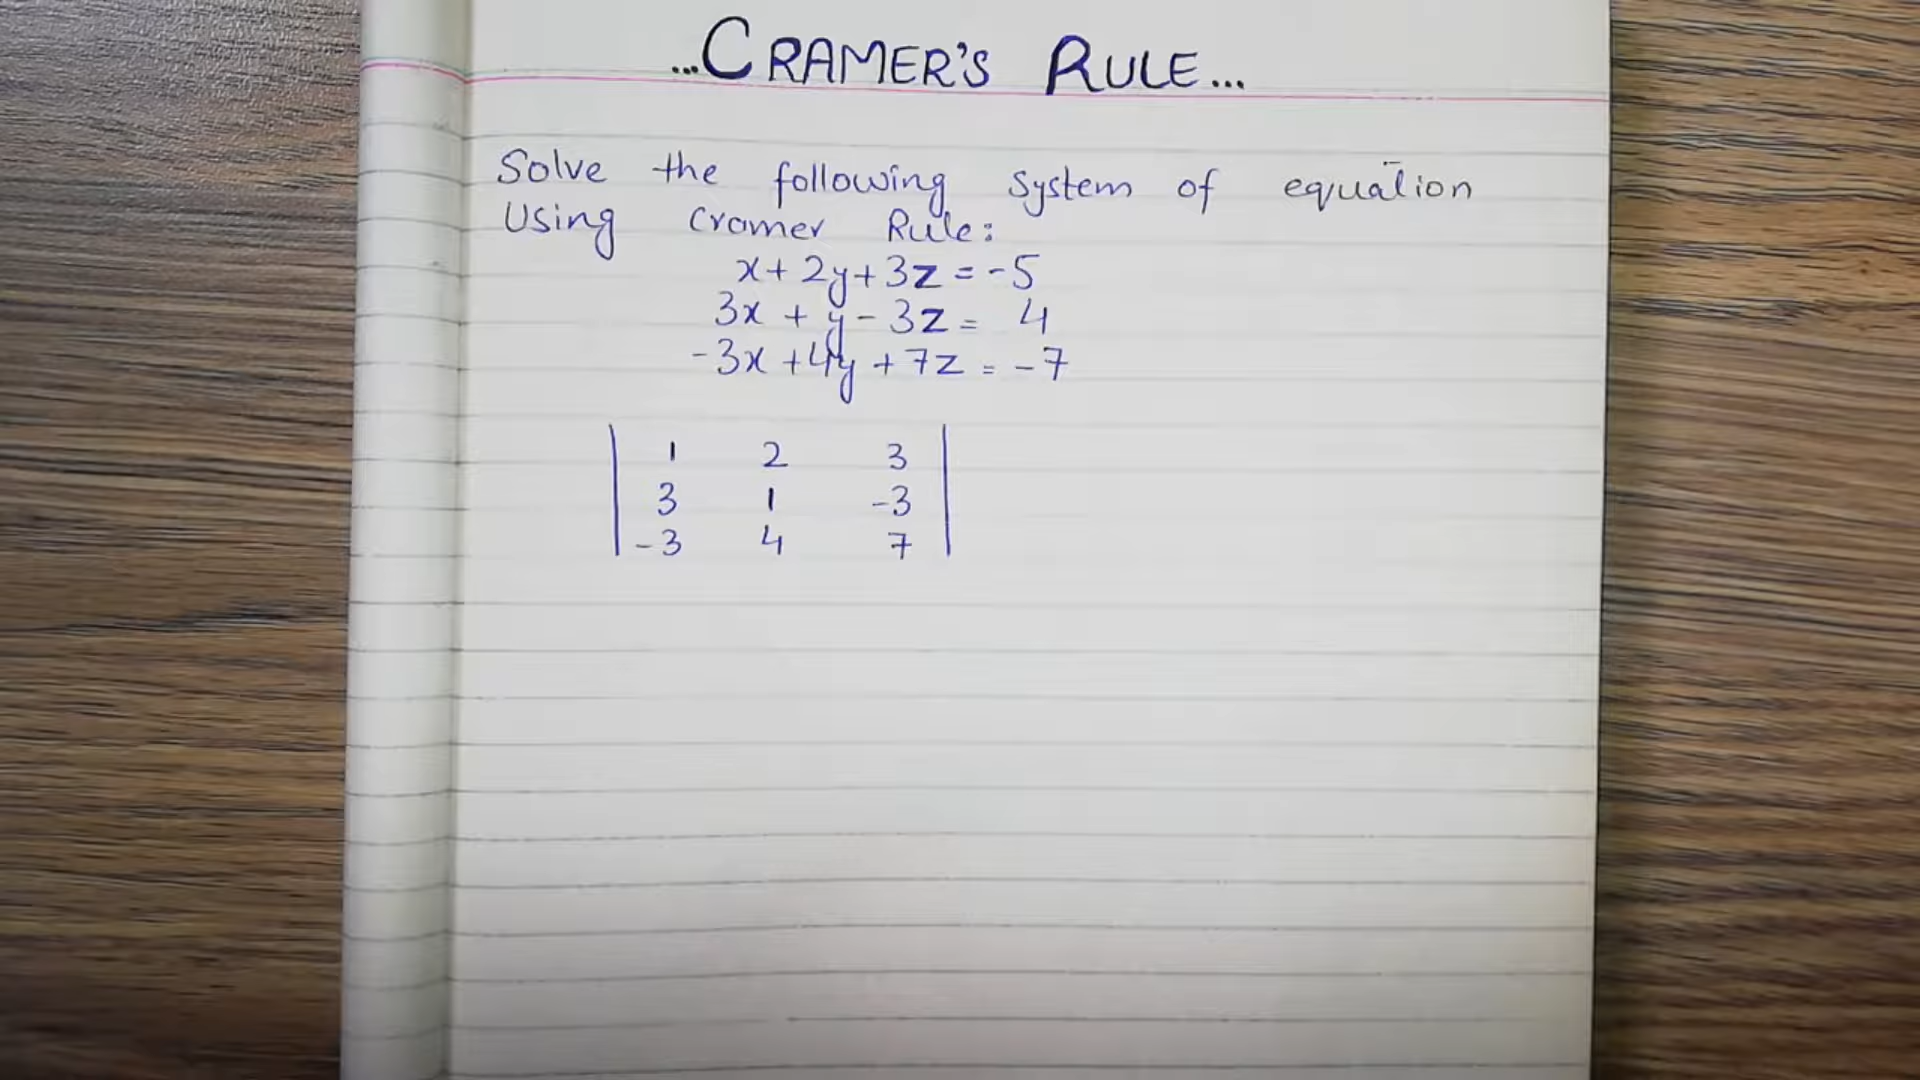 ...CRAMER'S RULE...
Solve the following System of equation
Using Cramer Rule:
x + 2y + 3z = -5
3x + y - 3z = 4
-3x + 4y + 7z = -7
1 2 3
3 1 -3
-3 4 7